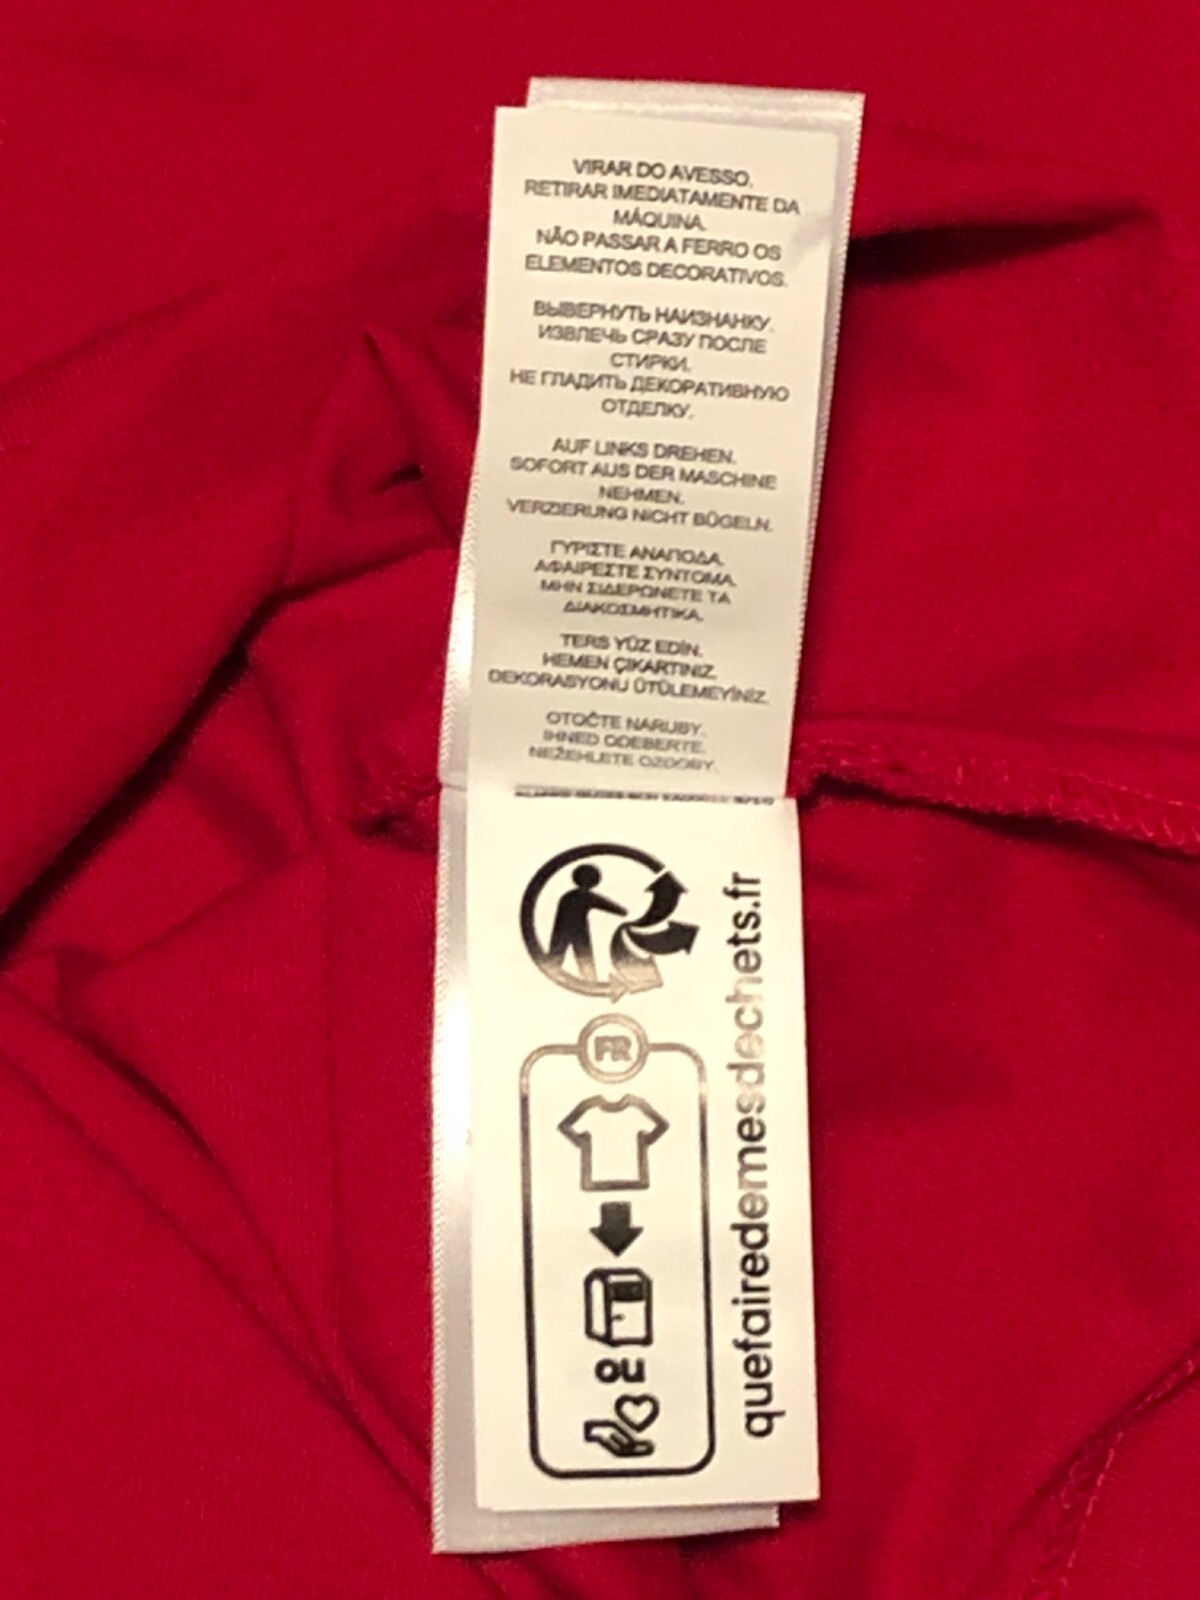 VIRAR DO AVESSO.
RETIRAR IMEDIATAMENTE DA
MÁQUINA.
NÃO PASSAR A FERRO OS
ELEMENTOS DECORATIVOS.
ВЫВЕРНУТЬ НАИЗНАНКУ.
ИЗВЛЕЧЬ СРАЗУ ПОСЛЕ
СТИРКИ.
НЕ ГЛАДИТЬ ДЕКОРАТИВНУЮ
ОТДЕЛКУ.
AUF LINKS DREHEN.
SOFORT AUS DER MASCHINE
NEHMEN.
VERZIERUNG NICHT BÜGELN.
ΓΥΡΙΣΤΕ ΑΝΑΠΟΔΑ.
ΑΦΑΙΡΕΣΤΕ ΣΥΝΤΟΜΑ.
ΜΗΝ ΣΙΔΕΡΩΝΕΤΕ ΤΑ
ΔΙΑΚΟΣΜΗΤΙΚΑ.
TERS YÜZ EDİN.
HEMEN ÇIKARTINIZ.
DEKORASYONU ÜTÜLEMEYİNİZ.
OTOČTE NARUBY.
IHNED ODEBERTE.
NEŽEHLETE OZDOBY.
FR
OU
quefairedemesdechets.fr